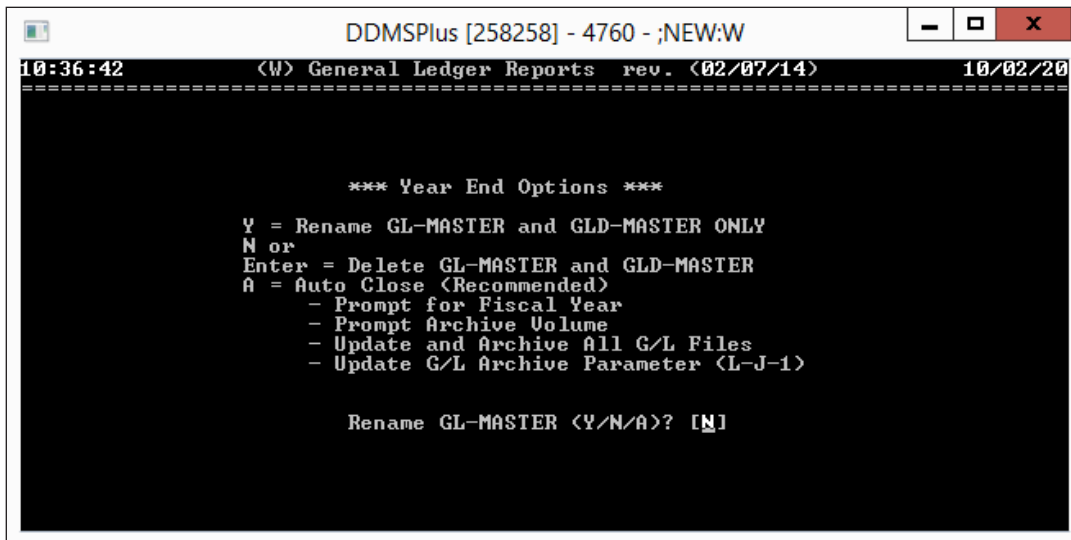 DDMSPlus [258258] - 4760 - ;NEW:W
10:36:42 (W) General Ledger Reports rev. (02/07/14) 10/02/20
================================================================================
*** Year End Options ***
Y = Rename GL-MASTER and GLD-MASTER ONLY
N or
Enter = Delete GL-MASTER and GLD-MASTER
A = Auto Close (Recommended)
- Prompt for Fiscal Year
- Prompt Archive Volume
- Update and Archive All G/L Files
- Update G/L Archive Parameter (L-J-1)
Rename GL-MASTER (Y/N/A)? [N]